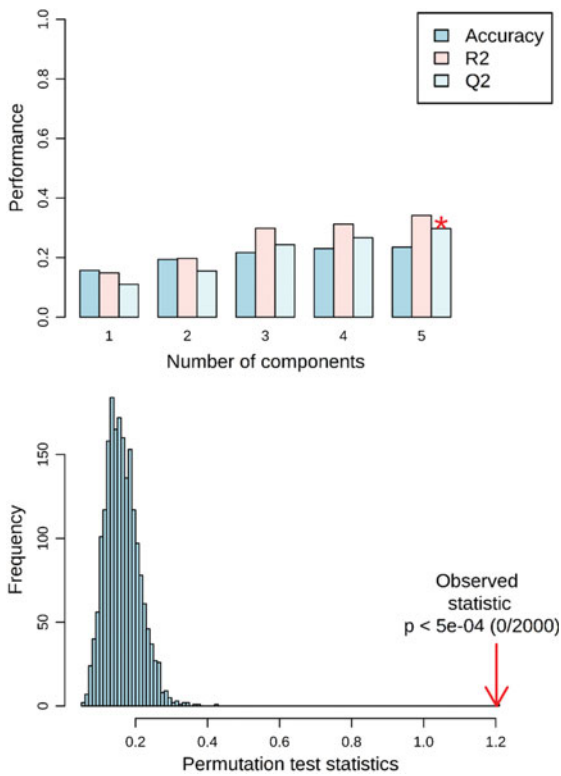 1.0
0.8
0.6
0.4
0.2
0.0
Performance
Accuracy
R2
Q2
*
1 2 3 4 5
Number of components
150
100
50
0
Frequency
Observed
statistic
p < 5e-04 (0/2000)
0.2 0.4 0.6 0.8 1.0 1.2
Permutation test statistics